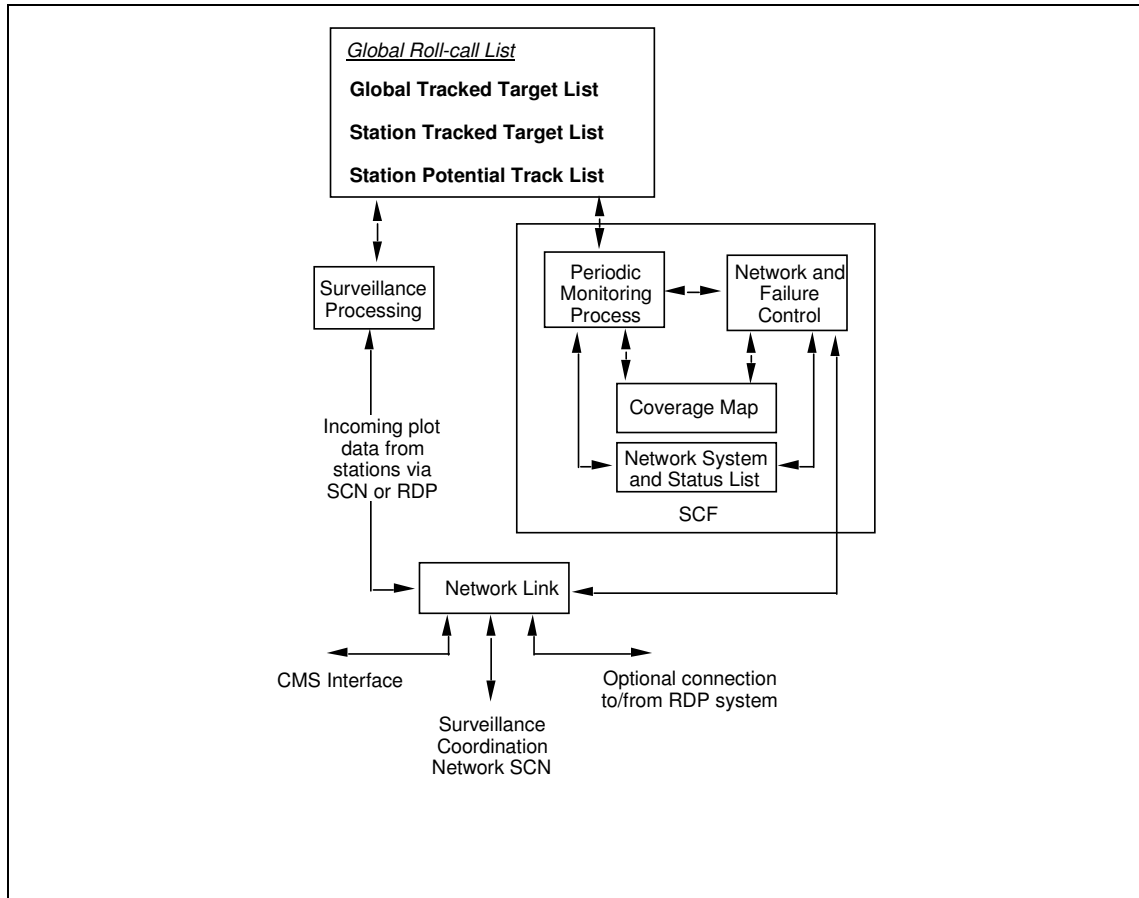 Global Roll-call List
Global Tracked Target List
Station Tracked Target List
Station Potential Track List
Surveillance
Processing
Periodic
Monitoring
Process
Network and
Failure
Control
Coverage Map
Network System
and Status List
SCF
Incoming plot
data from
stations via
SCN or RDP
Network Link
CMS Interface
Surveillance
Coordination
Network SCN
Optional connection
to/from RDP system